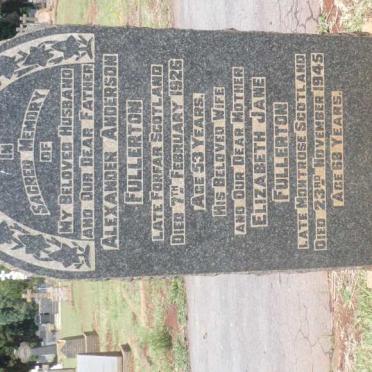 IN
SACRED MEMORY
OF
MY BELOVED HUSBAND
AND OUR DEAR FATHER
ALEXANDER ANDERSON
FULLERTON
LATE FORFAR SCOTLAND
DIED 7TH FEBRUARY 1926
AGED 53 YEARS.
HIS BELOVED WIFE
AND OUR DEAR MOTHER
ELIZABETH JANE
FULLERTON
LATE MONTROSE SCOTLAND
DIED 23RD NOVEMBER 1945
AGED 68 YEARS.